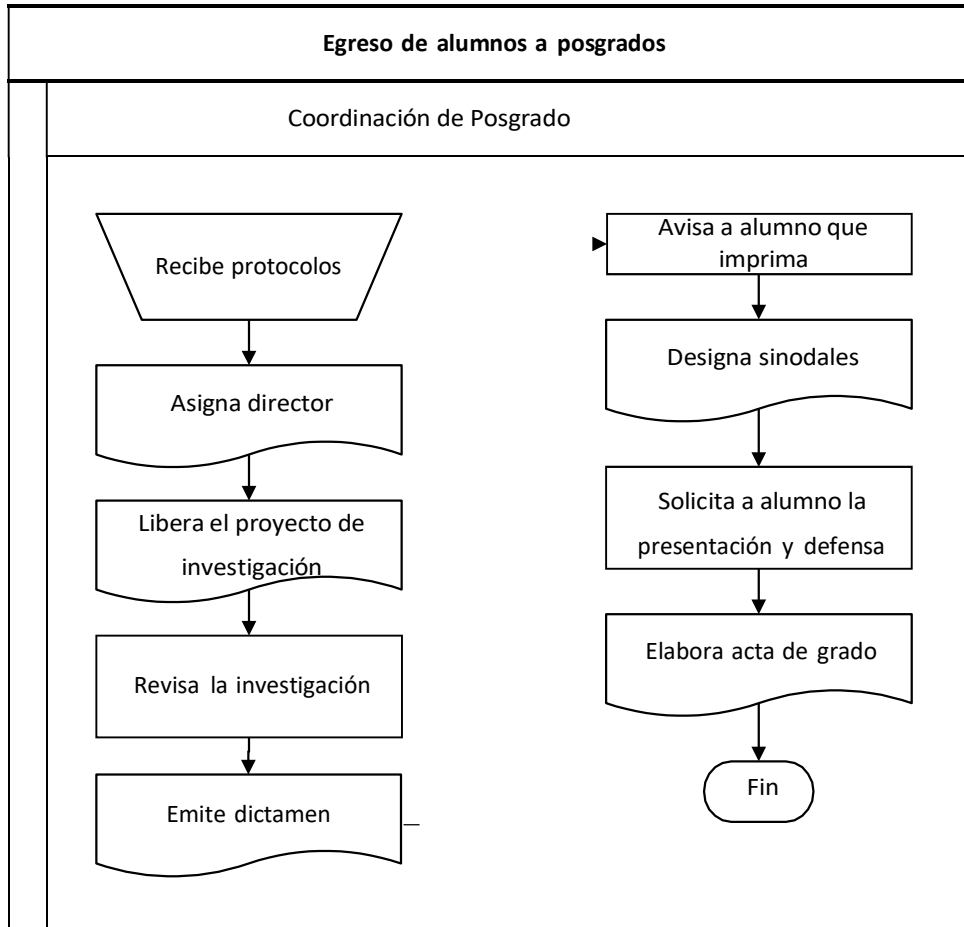 Egreso de alumnos a posgrados
Coordinación de Posgrado
Recibe protocolos
Asigna director
Libera el proyecto de
investigación
Revisa la investigación
Emite dictamen
Avisa a alumno que
imprima
Designa sinodales
Solicita a alumno la
presentación y defensa
Elabora acta de grado
Fin